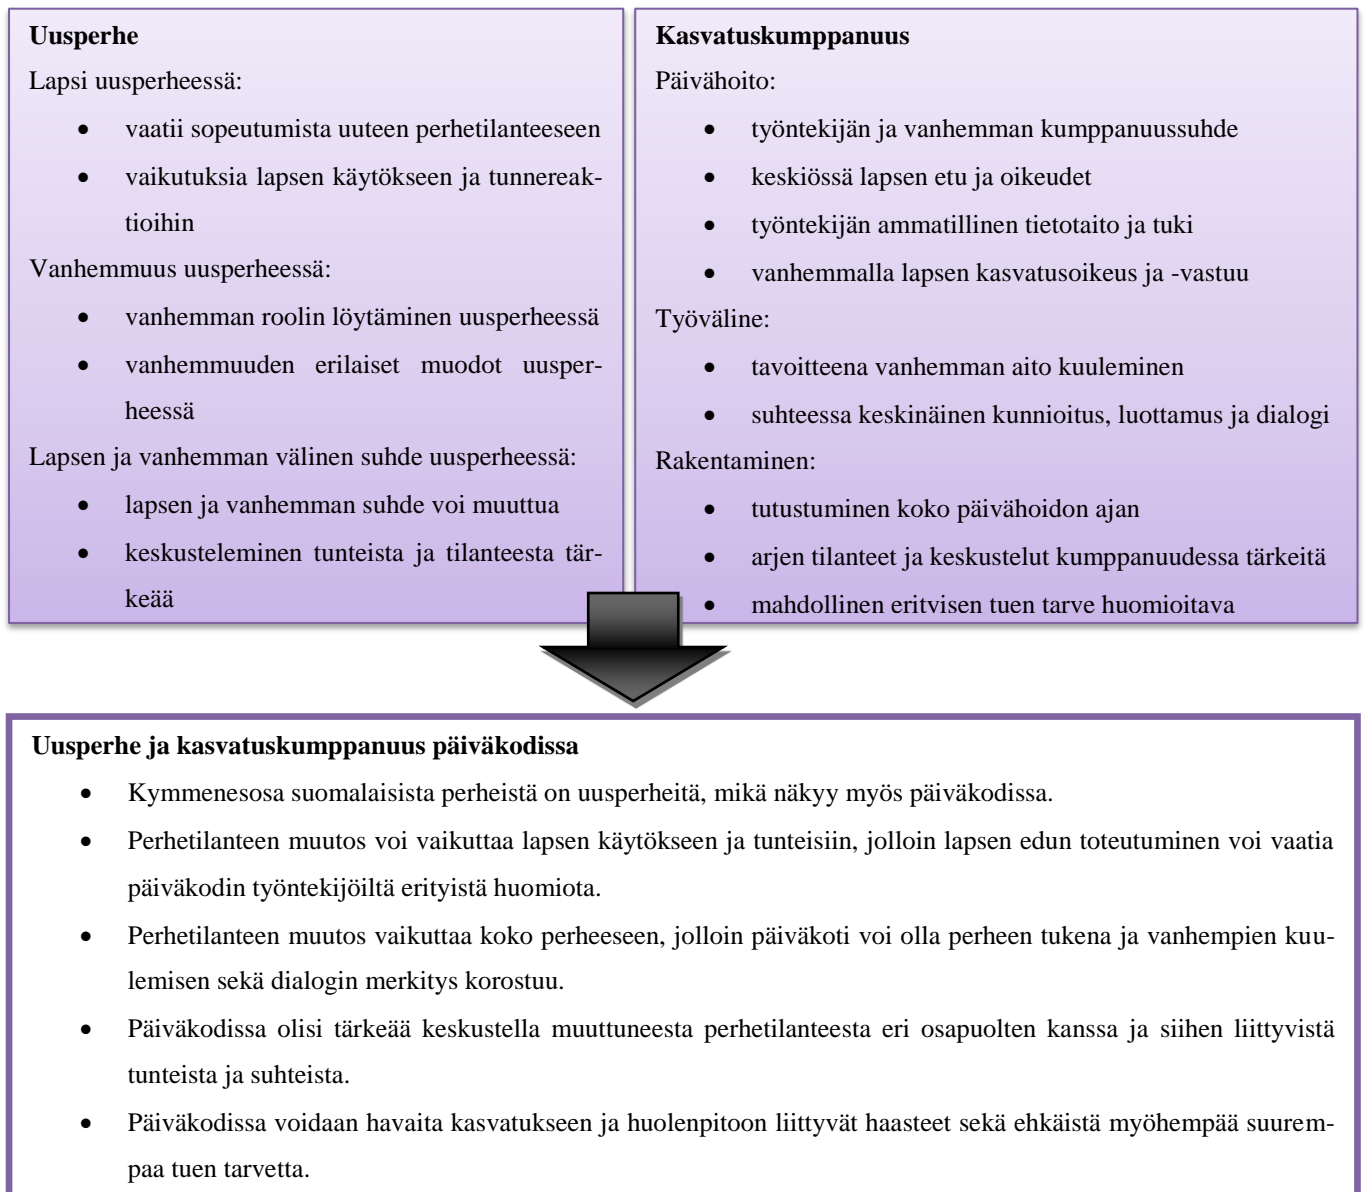 Uusperhe
Lapsi uusperheessä:
• vaatii sopeutumista uuteen perhetilanteeseen
• vaikutuksia lapsen käytökseen ja tunnereak-
tioihin
Vanhemmuus uusperheessä:
• vanhemman roolin löytäminen uusperheessä
• vanhemmuuden erilaiset muodot uusper-
heessä
Lapsen ja vanhemman välinen suhde uusperheessä:
• lapsen ja vanhemman suhde voi muuttua
• keskusteleminen tunteista ja tilanteesta tär-
keää
Kasvatuskumppanuus
Päivähoito:
• työntekijän ja vanhemman kumppanuussuhde
• keskiössä lapsen etu ja oikeudet
• työntekijän ammatillinen tietotaito ja tuki
• vanhemmalla lapsen kasvatusoikeus ja -vastuu
Työväline:
• tavoitteena vanhemman aito kuuleminen
• suhteessa keskinäinen kunnioitus, luottamus ja dialogi
Rakentaminen:
• tutustuminen koko päivähoidon ajan
• arjen tilanteet ja keskustelut kumppanuudessa tärkeitä
• mahdollinen erityisen tuen tarve huomioitava
Uusperhe ja kasvatuskumppanuus päiväkodissa
• Kymmenesosa suomalaisista perheistä on uusperheitä, mikä näkyy myös päiväkodissa.
• Perhetilanteen muutos voi vaikuttaa lapsen käytökseen ja tunteisiin, jolloin lapsen edun toteutuminen voi vaatia
päiväkodin työntekijöiltä erityistä huomiota.
• Perhetilanteen muutos vaikuttaa koko perheeseen, jolloin päiväkoti voi olla perheen tukena ja vanhempien kuu-
lemisen sekä dialogin merkitys korostuu.
• Päiväkodissa olisi tärkeää keskustella muuttuneesta perhetilanteesta eri osapuolten kanssa ja siihen liittyvistä
tunteista ja suhteista.
• Päiväkodissa voidaan havaita kasvatukseen ja huolenpitoon liittyvät haasteet sekä ehkäistä myöhempää suurem-
paa tuen tarvetta.